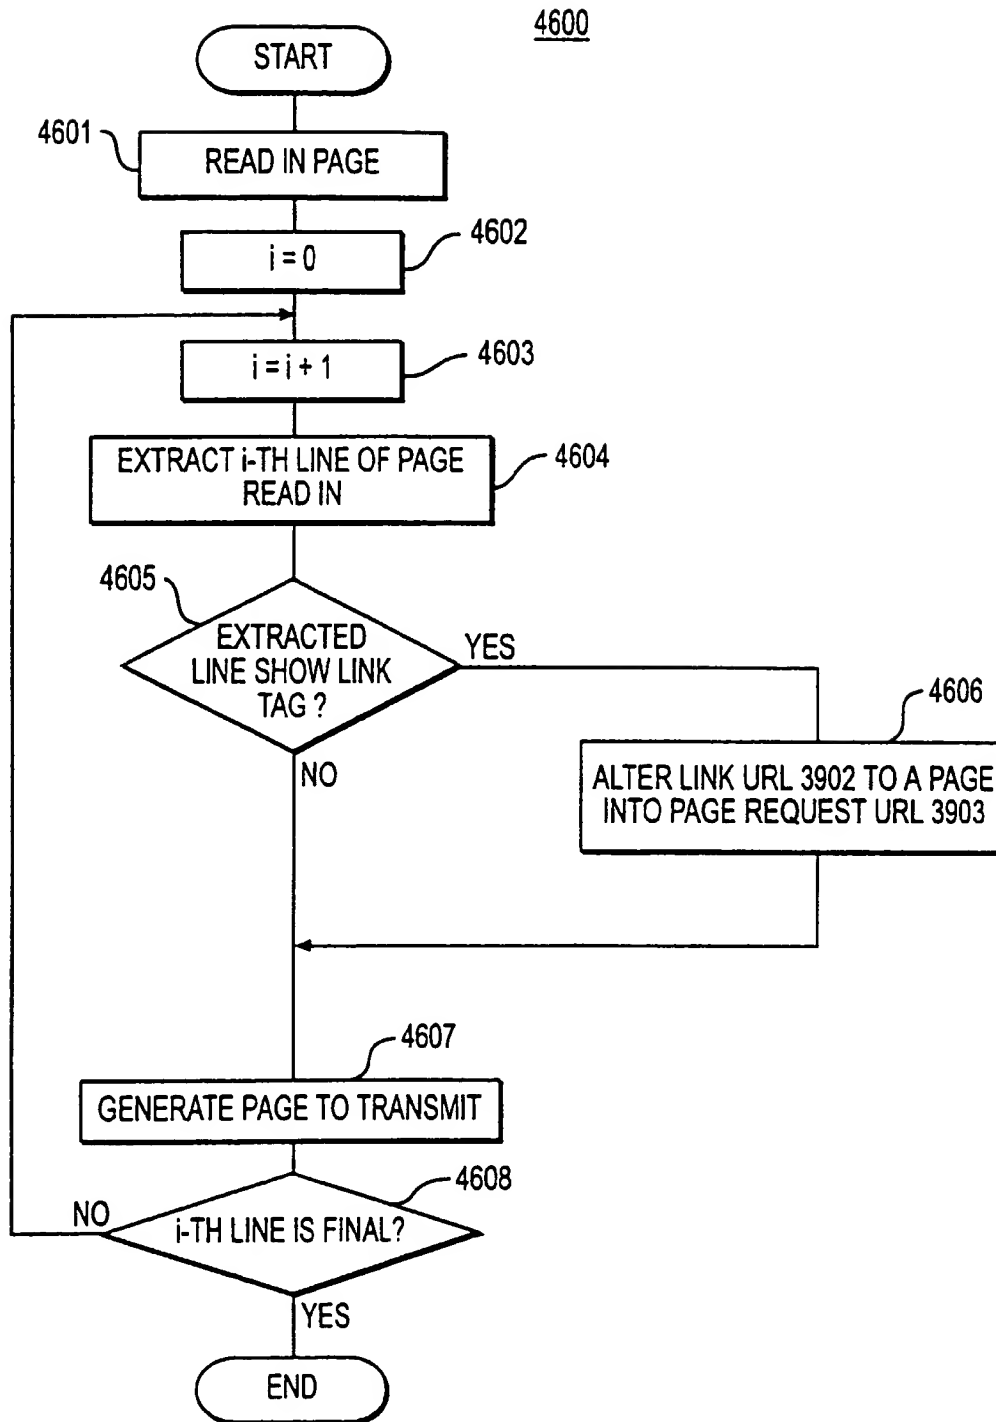 4600
START
4601
READ IN PAGE
4602
i = 0
4603
i = i + 1
4604
EXTRACT i-TH LINE OF PAGE
READ IN
4605
EXTRACTED
LINE SHOW LINK
TAG ?
YES
NO
4606
ALTER LINK URL 3902 TO A PAGE
INTO PAGE REQUEST URL 3903
4607
GENERATE PAGE TO TRANSMIT
4608
NO
i-TH LINE IS FINAL?
YES
END